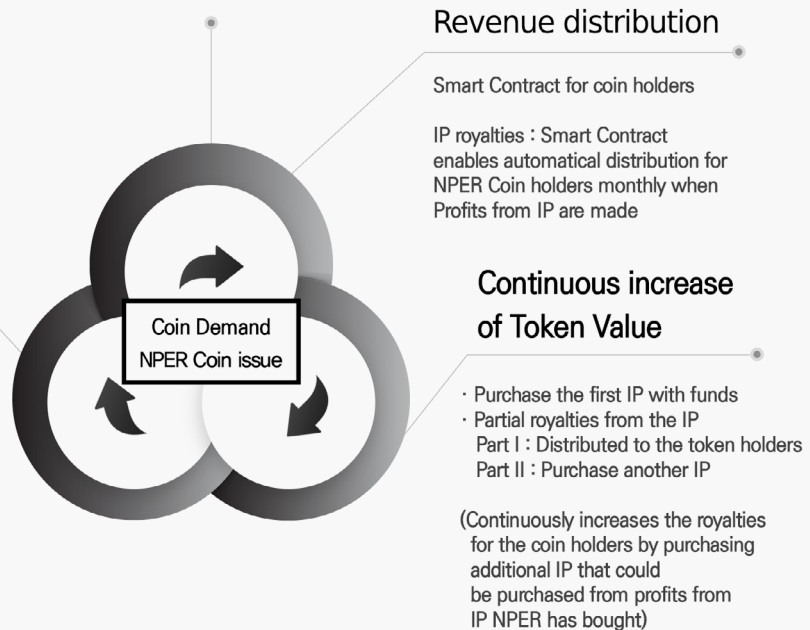 Revenue distribution
Smart Contract for coin holders
IP royalties : Smart Contract
enables automatical distribution for
NPER Coin holders monthly when
Profits from IP are made
Coin Demand
NPER Coin issue
Continuous increase
of Token Value
· Purchase the first IP with funds
· Partial royalties from the IP
Part I : Distributed to the token holders
Part II : Purchase another IP
(Continuously increases the royalties
for the coin holders by purchasing
additional IP that could
be purchased from profits from
IP NPER has bought)